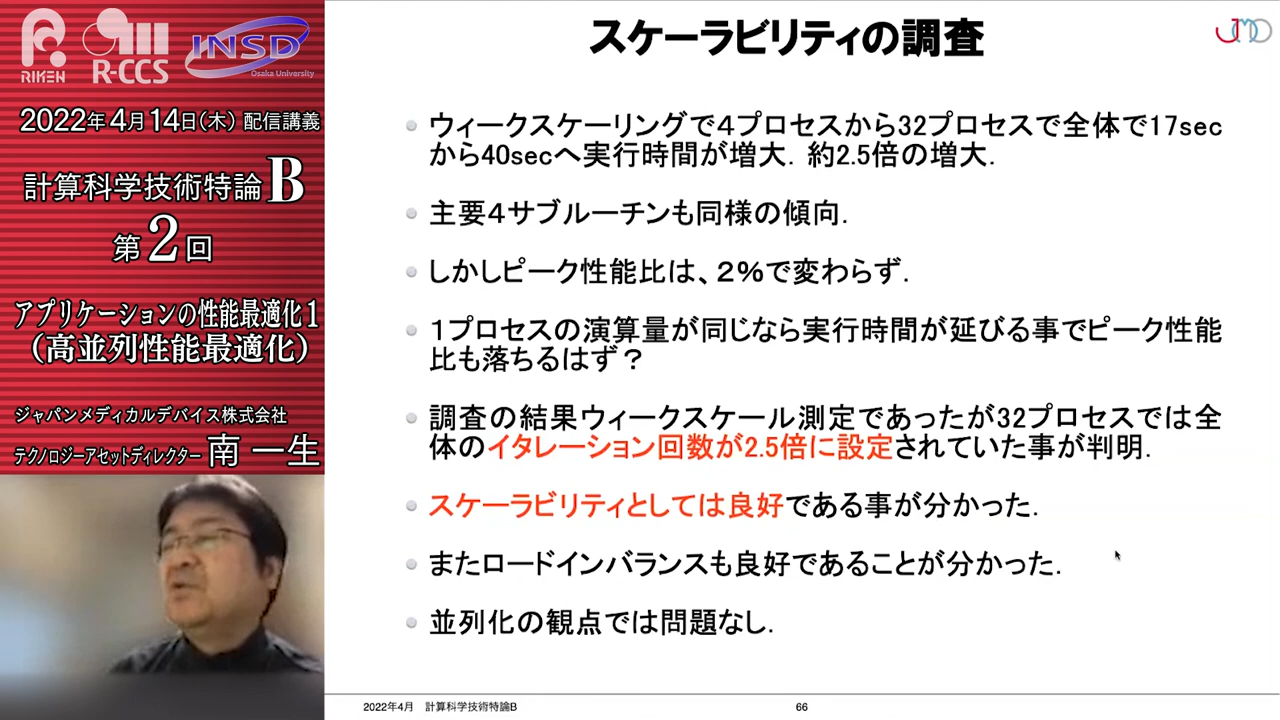 RIKEN
R-CCS
INSD
Osaka University
2022年4月14日(木) 配信講義
計算科学技術特論B
第2回
アプリケーションの性能最適化1
(高並列性能最適化)
ジャパンメディカルデバイス株式会社
テクノロジーアセットディレクター 南 一生
スケーラビリティの調査
JMD
ウィークスケーリングで4プロセスから32プロセスで全体で17sec
から40secへ実行時間が増大．約2.5倍の増大．
主要4サブルーチンも同様の傾向．
しかしピーク性能比は、2%で変わらず．
1プロセスの演算量が同じなら実行時間が延びる事でピーク性能
比も落ちるはず？
調査の結果ウィークスケール測定であったが32プロセスでは全
体のイタレーション回数が2.5倍に設定されていた事が判明．
スケーラビリティとしては良好である事が分かった．
またロードインバランスも良好であることが分かった．
並列化の観点では問題なし．
2022年4月 計算科学技術特論B
66